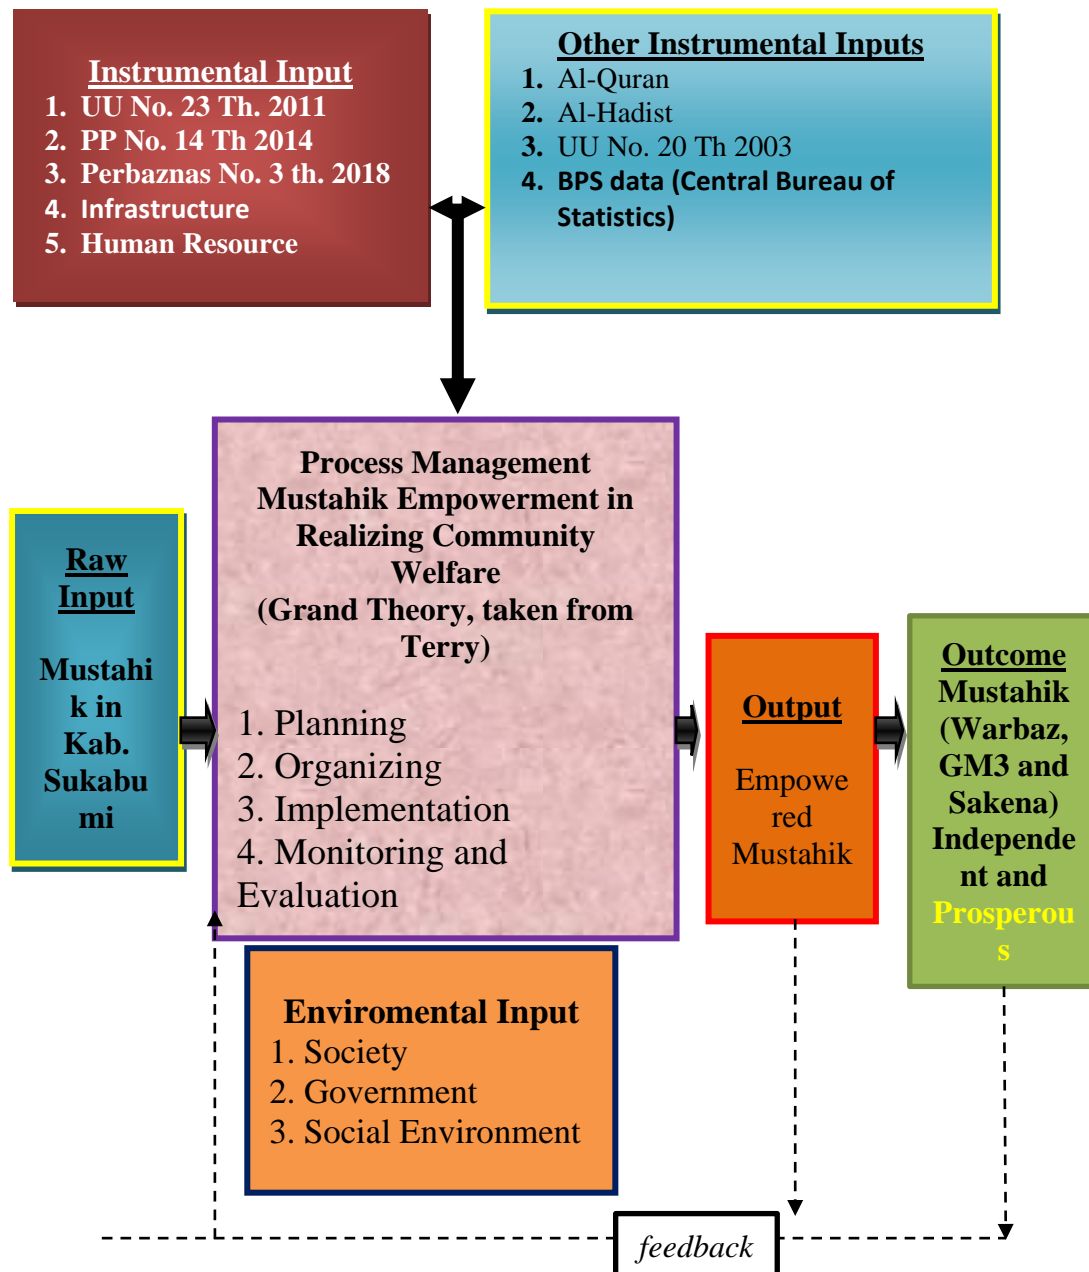 Instrumental Input
1. UU No. 23 Th. 2011
2. PP No. 14 Th 2014
3. Perbaznas No. 3 th. 2018
4. Infrastructure
5. Human Resource
Other Instrumental Inputs
1. Al-Quran
2. Al-Hadist
3. UU No. 20 Th 2003
4. BPS data (Central Bureau of
Statistics)
Raw
Input
Mustahi
k in
Kab.
Sukabu
mi
Process Management
Mustahik Empowerment in
Realizing Community
Welfare
(Grand Theory, taken from
Terry)
1. Planning
2. Organizing
3. Implementation
4. Monitoring and
Evaluation
Output
Empowe
red
Mustahik
Outcome
Mustahik
(Warbaz,
GM3 and
Sakena)
Independe
nt and
Prosperou
s
Enviromental Input
1. Society
2. Government
3. Social Environment
feedback